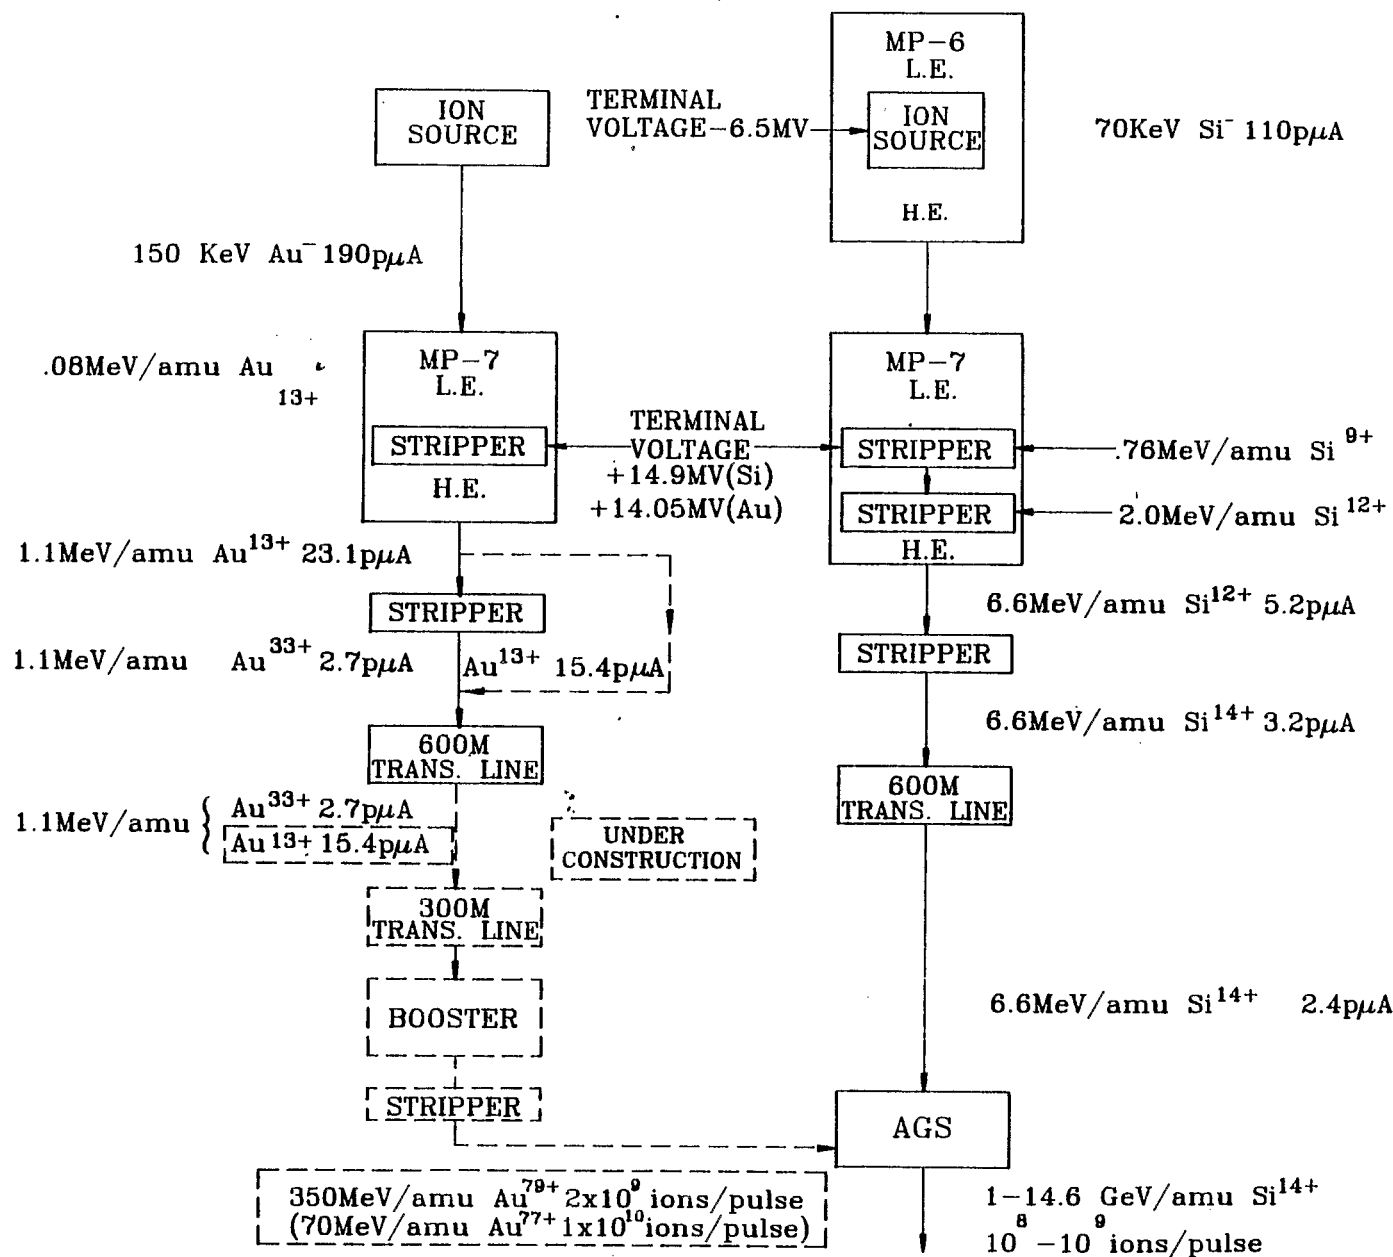 MP-6
L.E.
ION
SOURCE
TERMINAL
VOLTAGE-6.5MV
ION
SOURCE
70KeV Si⁻ 110pμA
H.E.
150 KeV Au⁻ 190pμA
.08MeV/amu Au
13+
MP-7
L.E.
STRIPPER
H.E.
TERMINAL
VOLTAGE
+14.9MV(Si)
+14.05MV(Au)
MP-7
L.E.
STRIPPER
STRIPPER
H.E.
.76MeV/amu Si⁹⁺
2.0MeV/amu Si¹²⁺
1.1MeV/amu Au¹³⁺ 23.1pμA
STRIPPER
1.1MeV/amu Au³³⁺ 2.7pμA
Au¹³⁺ 15.4pμA
6.6MeV/amu Si¹²⁺ 5.2pμA
STRIPPER
6.6MeV/amu Si¹⁴⁺ 3.2pμA
600M
TRANS. LINE
600M
TRANS. LINE
1.1MeV/amu { Au³³⁺ 2.7pμA
Au¹³⁺ 15.4pμA
UNDER
CONSTRUCTION
300M
TRANS. LINE
BOOSTER
STRIPPER
6.6MeV/amu Si¹⁴⁺ 2.4pμA
AGS
350MeV/amu Au⁷⁹⁺ 2x10⁹ ions/pulse
(70MeV/amu Au⁷⁷⁺ 1x10¹⁰ ions/pulse)
1-14.6 GeV/amu Si¹⁴⁺
10⁸ -10⁹ ions/pulse